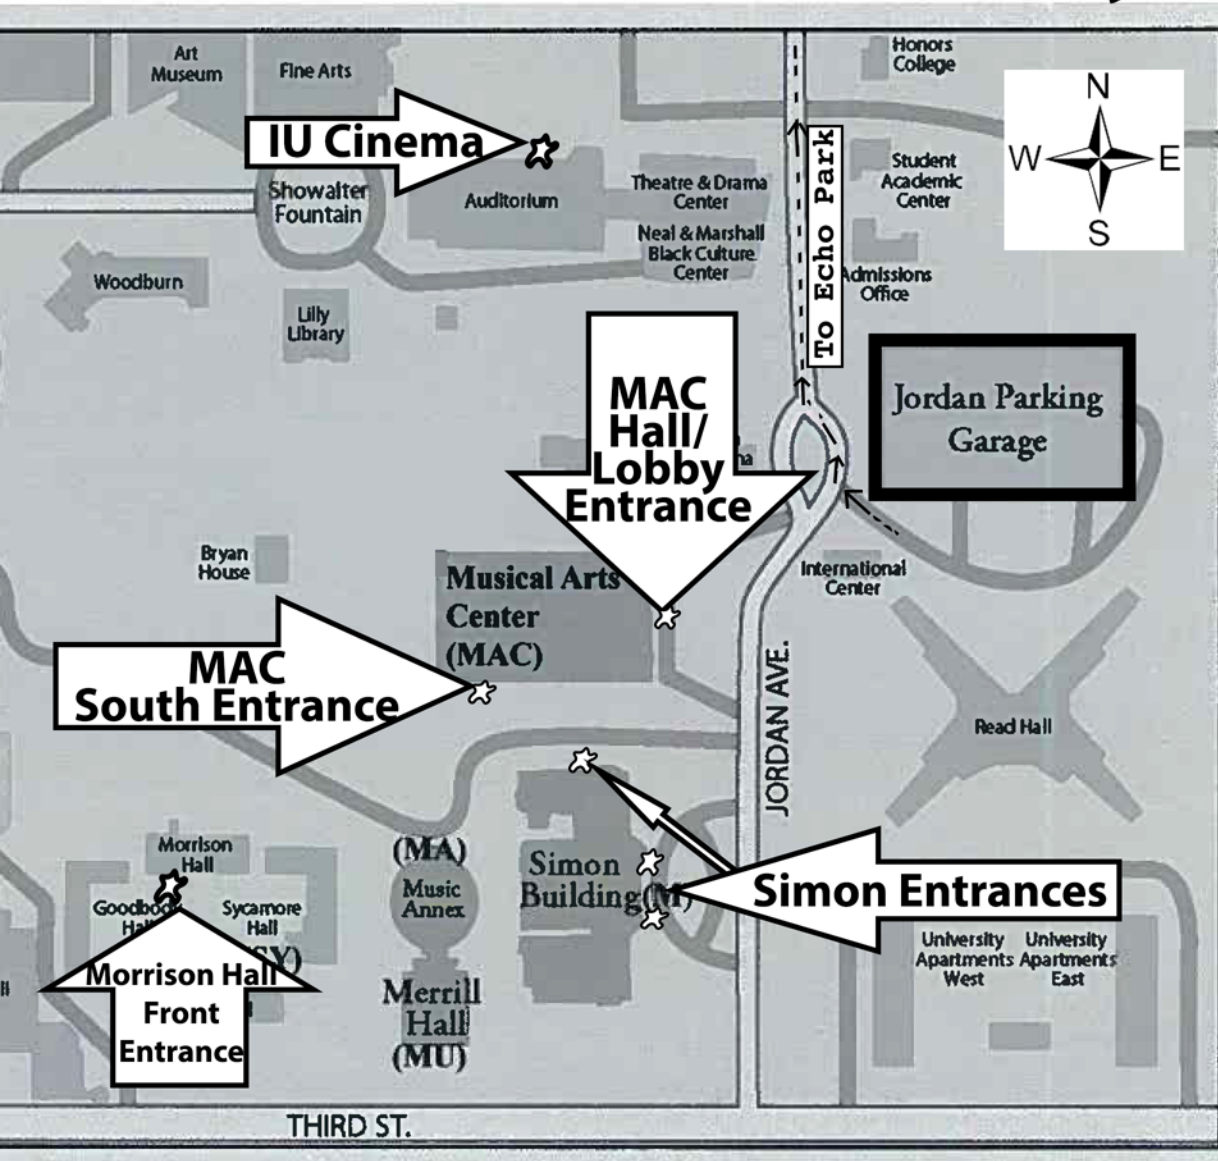 Art
Museum
Fine Arts
Honors
College
N
W
E
S
IU Cinema
Showalter
Fountain
Auditorium
Theatre & Drama
Center
Neal & Marshall
Black Culture
Center
To Echo Park
Student
Academic
Center
Admissions
Office
Woodburn
Lilly
Library
MAC
Hall/
Lobby
Entrance
Jordan Parking
Garage
Bryan
House
Musical Arts
Center
(MAC)
International
Center
MAC
South Entrance
JORDAN AVE.
Read Hall
Morrison
Hall
Goodbody
Hall
Sycamore
Hall
Morrison Hall
Front
Entrance
(MA)
Music
Annex
Merrill
Hall
(MU)
Simon
Building(M)
Simon Entrances
University
Apartments
West
University
Apartments
East
THIRD ST.